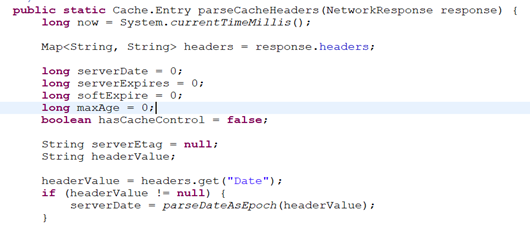 public static Cache.Entry parseCacheHeaders(NetworkResponse response) {
    long now = System.currentTimeMillis();

    Map<String, String> headers = response.headers;

    long serverDate = 0;
    long serverExpires = 0;
    long softExpire = 0;
    long maxAge = 0;
    boolean hasCacheControl = false;

    String serverEtag = null;
    String headerValue;

    headerValue = headers.get("Date");
    if (headerValue != null) {
        serverDate = parseDateAsEpoch(headerValue);
    }